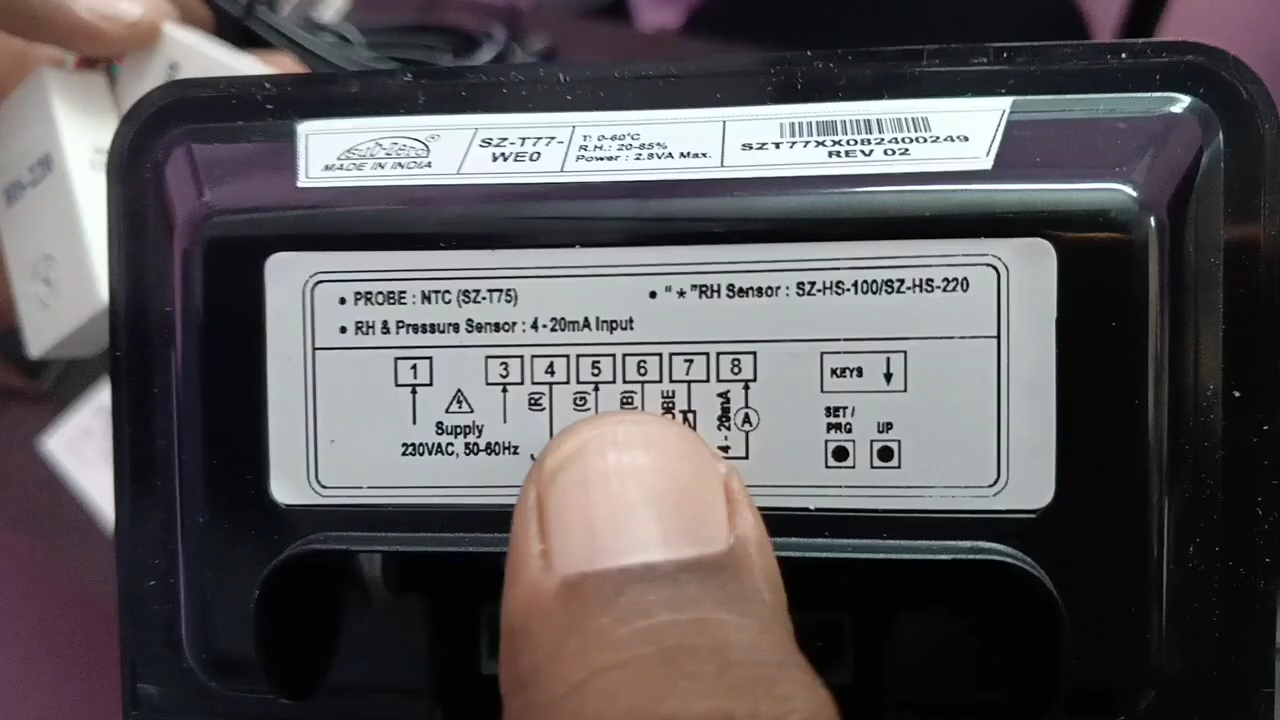 sub-zero ®
MADE IN INDIA
SZ-T77-
WE0
T: 0-60°C
R.H.: 20-85%
Power : 2.8VA Max.
SZT77XX082400249
REV 02
• PROBE : NTC (SZ-T75)
• "*"RH Sensor : SZ-HS-100/SZ-HS-220
• RH & Pressure Sensor : 4-20mA Input
1 3 4 5 6 7 8
(R) (G) (B) OBE 4-20mA A
KEYS
Supply
230VAC, 50-60Hz
SET /
PRG
UP